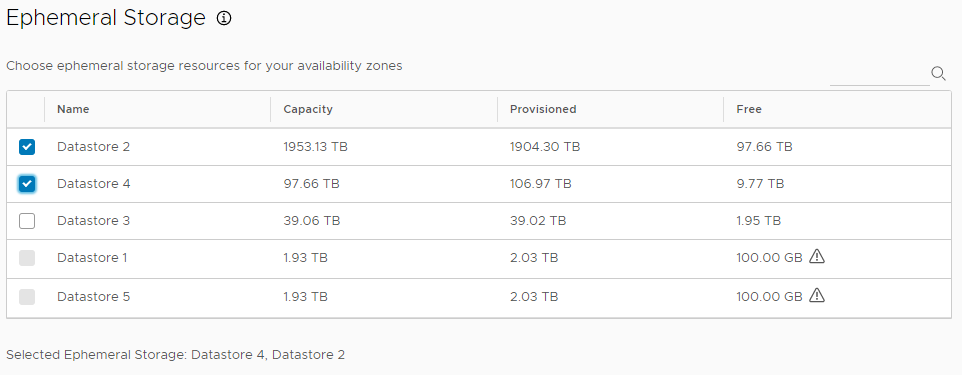 Ephemeral Storage
Choose ephemeral storage resources for your availability zones
Name Capacity Provisioned Free
Datastore 2 1953.13 TB 1904.30 TB 97.66 TB
Datastore 4 97.66 TB 106.97 TB 9.77 TB
Datastore 3 39.06 TB 39.02 TB 1.95 TB
Datastore 1 1.93 TB 2.03 TB 100.00 GB
Datastore 5 1.93 TB 2.03 TB 100.00 GB
Selected Ephemeral Storage: Datastore 4, Datastore 2